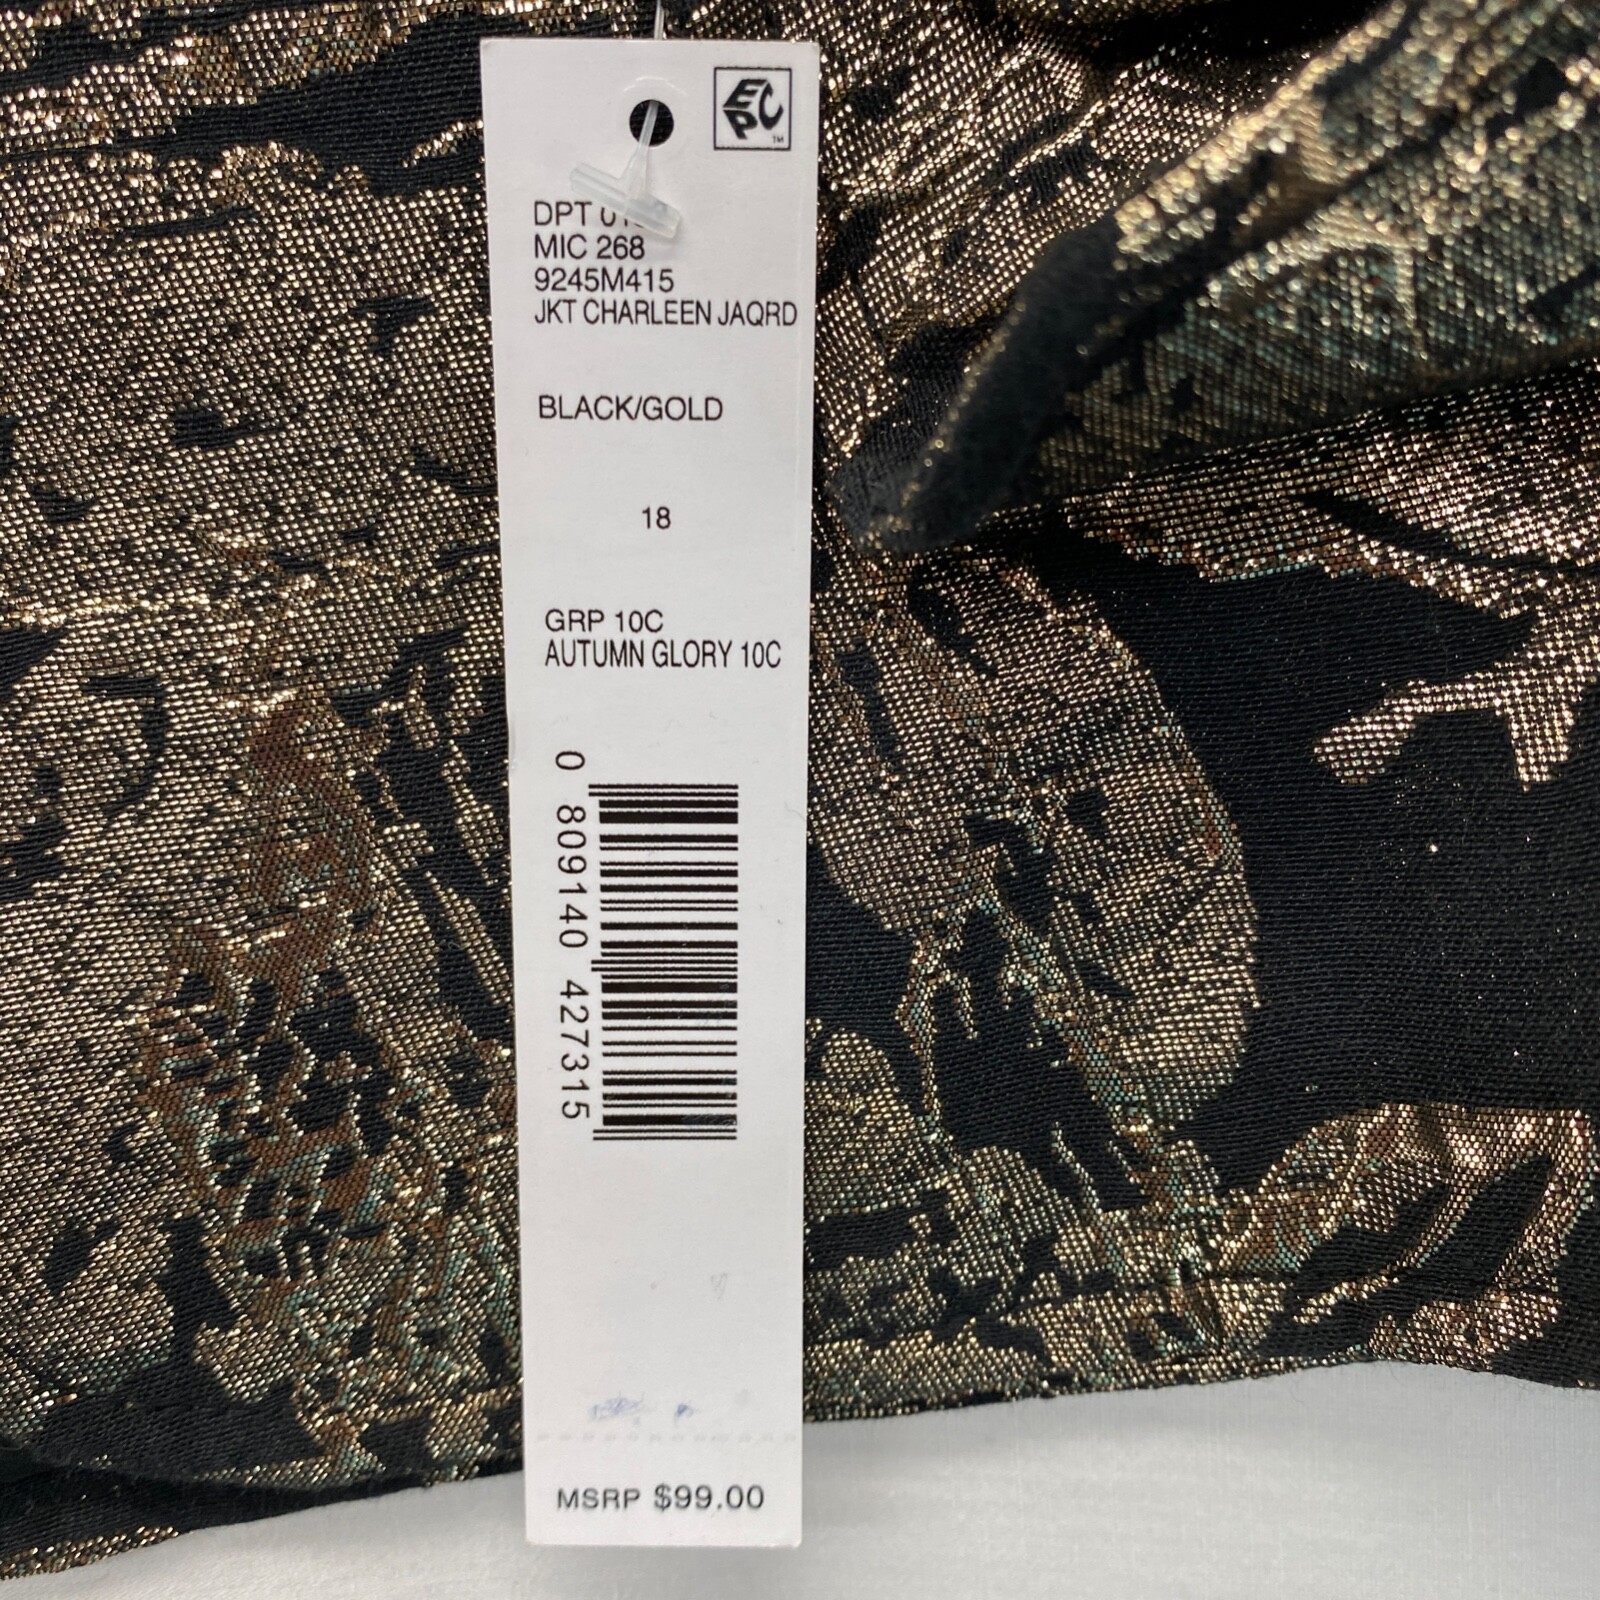 EPC
TM
DPT
MIC 268
9245M415
JKT CHARLEEN JAQRD
BLACK/GOLD
18
GRP 10C
AUTUMN GLORY 10C
0 809140 427315
MSRP $99.00